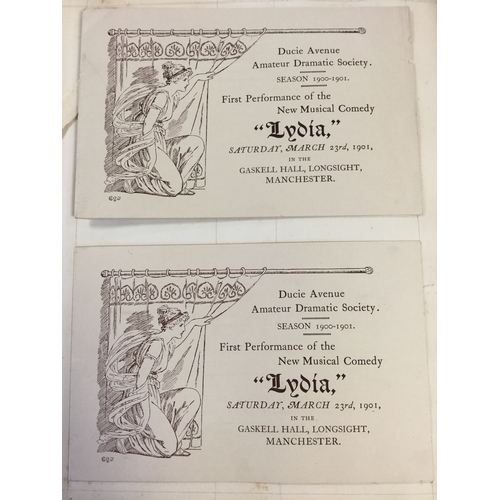 Ducie Avenue
Amateur Dramatic Society.
SEASON 1900-1901.
First Performance of the
New Musical Comedy
"Lydia,"
SATURDAY, MARCH 23rd, 1901,
IN THE
GASKELL HALL, LONGSIGHT,
MANCHESTER.
Ducie Avenue
Amateur Dramatic Society.
SEASON 1900-1901.
First Performance of the
New Musical Comedy
"Lydia,"
SATURDAY, MARCH 23rd, 1901,
IN THE
GASKELL HALL, LONGSIGHT,
MANCHESTER.